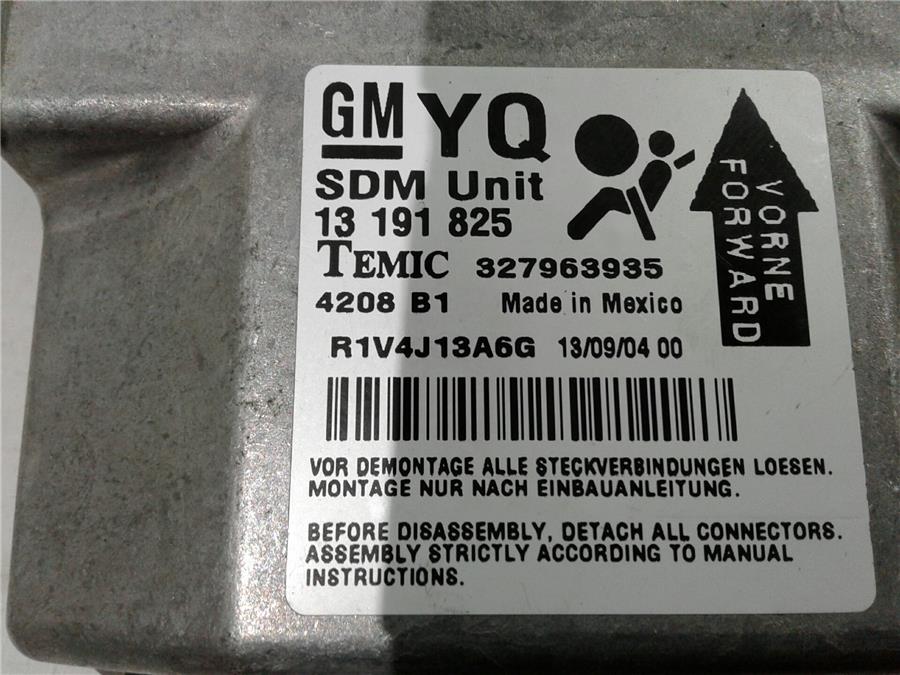 GM YQ
SDM Unit
13 191 825
TEMIC 327963935
4208 B1 Made in Mexico
R1V4J13A6G 13/09/04 00
VORNE
FORWARD
VOR DEMONTAGE ALLE STECKVERBINDUNGEN LOESEN.
MONTAGE NUR NACH EINBAUANLEITUNG.
BEFORE DISASSEMBLY, DETACH ALL CONNECTORS.
ASSEMBLY STRICTLY ACCORDING TO MANUAL
INSTRUCTIONS.